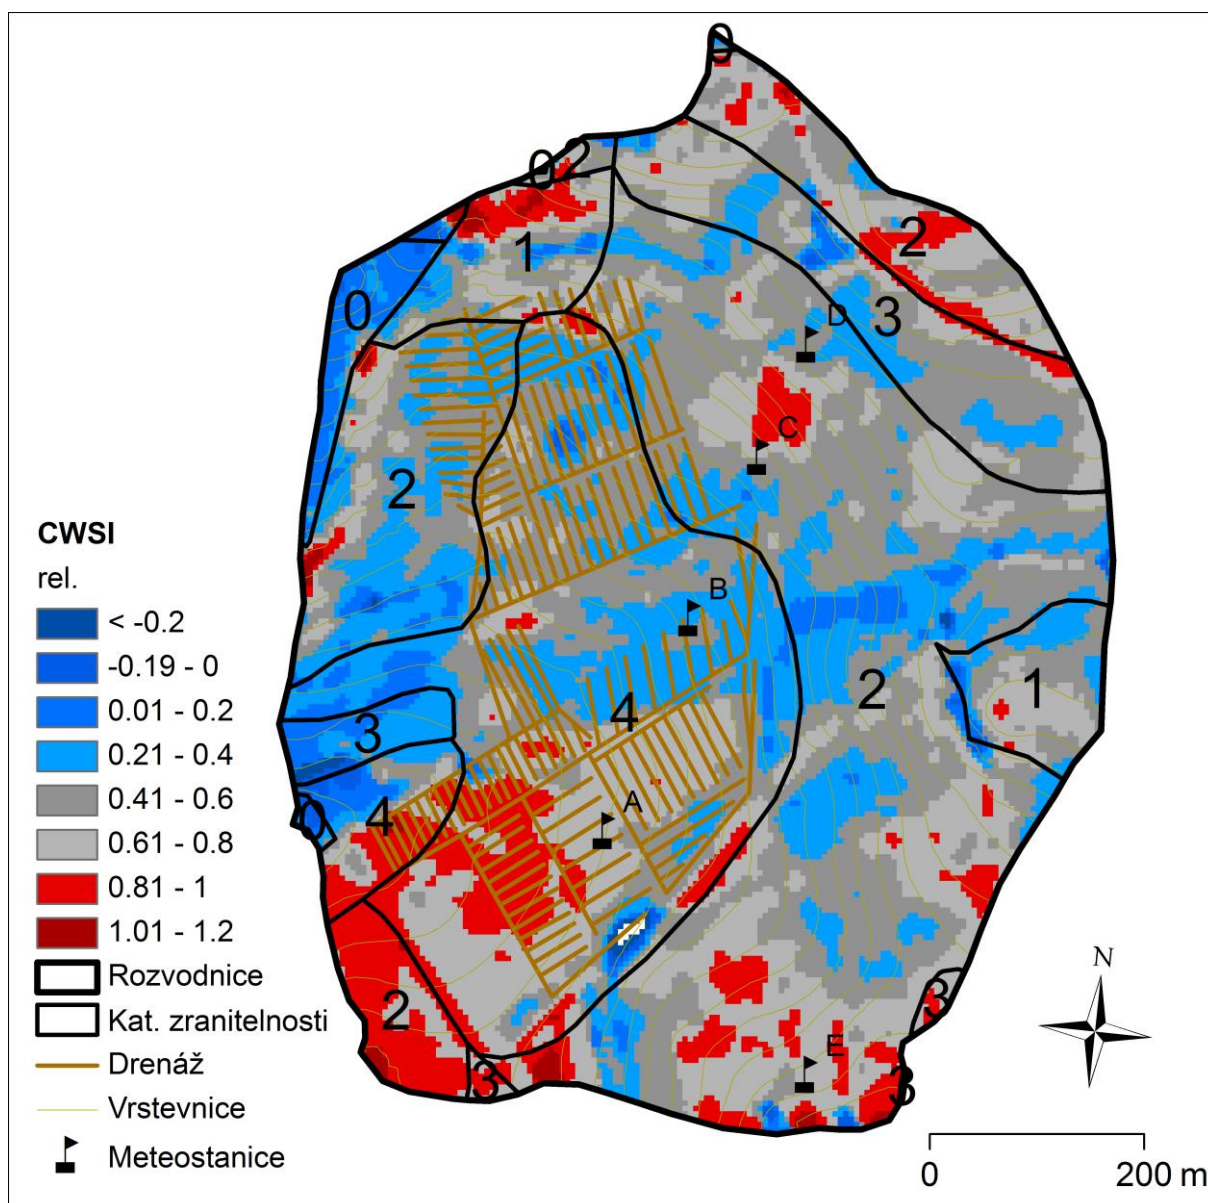 0
0 2
2
1
0
3
D
C
2
B
2
1
4
3
A
4
0
2
3
3
3
E
CWSI
rel.
< -0.2
-0.19 - 0
0.01 - 0.2
0.21 - 0.4
0.41 - 0.6
0.61 - 0.8
0.81 - 1
1.01 - 1.2
Rozvodnice
Kat. zranitelnosti
Drenáž
Vrstevnice
Meteostanice
N
0 200 m